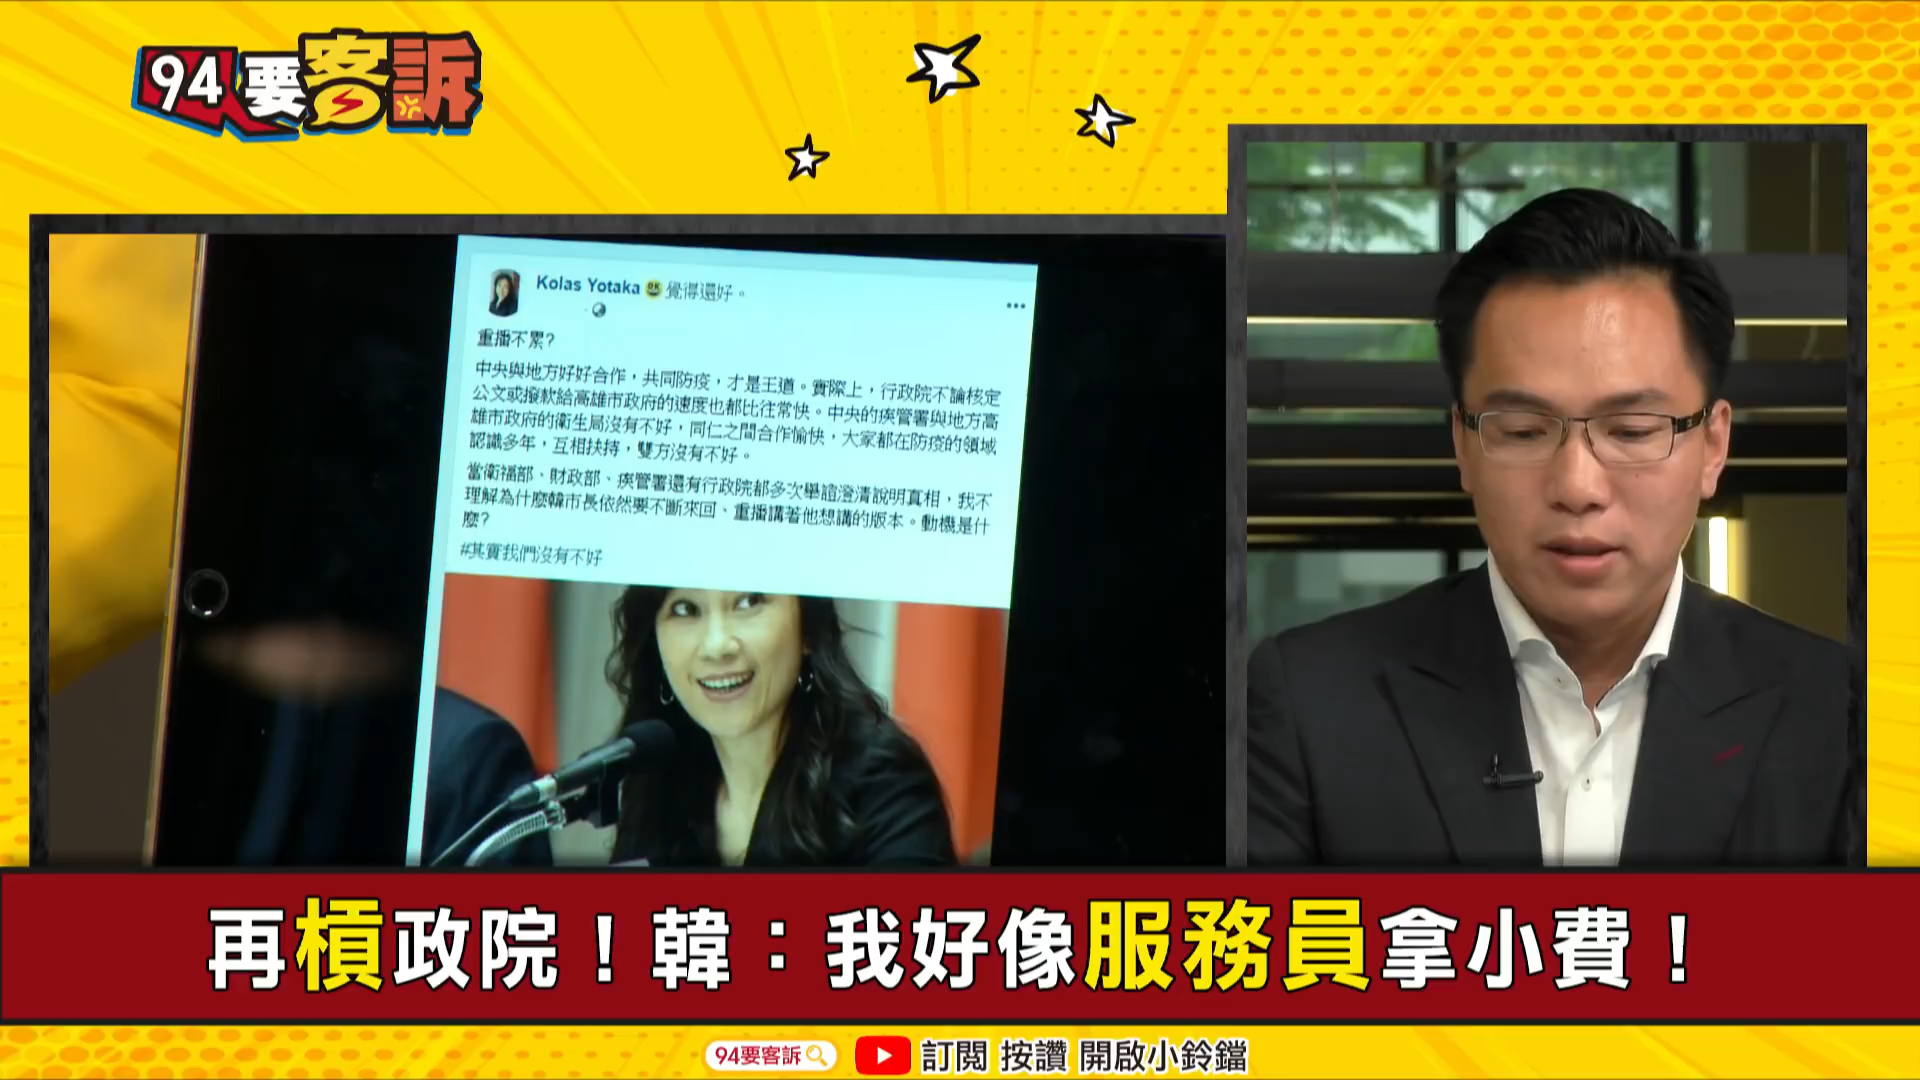 94要客訴
Kolas Yotaka 覺得還好。
重播不累?
中央與地方好好合作，共同防疫，才是王道。實際上，行政院不論核定
公文或撥款給高雄市政府的速度也都比往常快。中央的疾管署與地方高
雄市政府的衛生局沒有不好，同仁之間合作愉快，大家都在防疫的領域
認識多年，互相扶持，雙方沒有不好。
當衛福部、財政部、疾管署還有行政院都多次舉證澄清說明真相，我不
理解為什麼韓市長依然要不斷來回、重播講著他想講的版本。動機是什
麼?
#其實我們沒有不好
再槓政院！韓：我好像服務員拿小費！
94要客訴 訂閱 按讚 開啟小鈴鐺